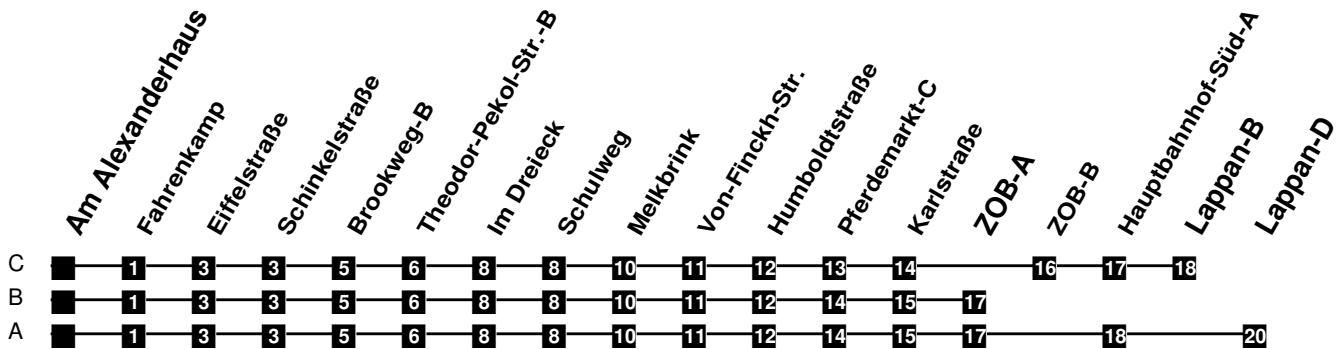 Am Alexanderhaus
Fahrenkamp
Eiffelstraße
Schinkelstraße
Brookweg-B
Theodor-Pekol-Str.-B
Im Dreieck
Schulweg
Melkbrink
Von-Finckh-Str.
Humboldtstraße
Pferdemarkt-C
Karlstraße
ZOB-A
ZOB-B
Hauptbahnhof-Süd-A
Lappan-B
Lappan-D
C 1 3 3 5 6 8 8 10 11 12 13 14 16 17 18
B 1 3 3 5 6 8 8 10 11 12 14 15 17
A 1 3 3 5 6 8 8 10 11 12 14 15 17 18 20